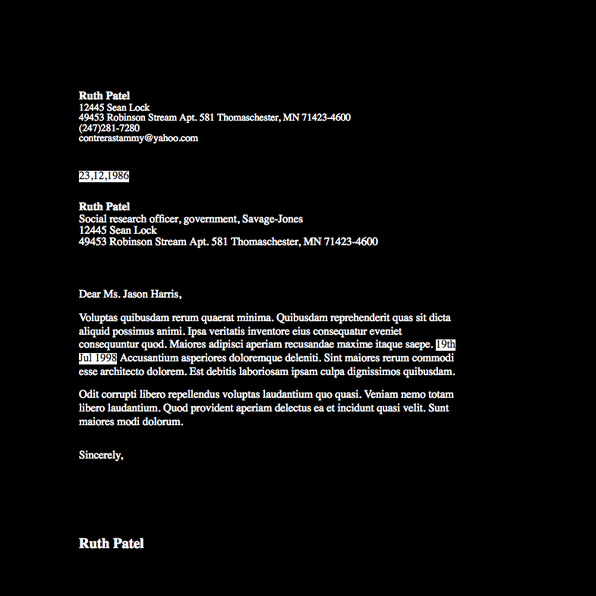 Ruth Patel
12445 Sean Lock
49453 Robinson Stream Apt. 581 Thomaschester, MN 71423-4600
(247)281-7280
contrerastammy@yahoo.com
23,12,1986
Ruth Patel
Social research officer, government, Savage-Jones
12445 Sean Lock
49453 Robinson Stream Apt. 581 Thomaschester, MN 71423-4600
Dear Ms. Jason Harris,
Voluptas quibusdam rerum quaerat minima. Quibusdam reprehenderit quas sit dicta
aliquid possimus animi. Ipsa veritatis inventore eius consequatur eveniet
consequuntur quod. Maiores adipisci aperiam recusandae maxime itaque saepe. 19th
Jul 1998 Accusantium asperiores doloremque deleniti. Sint maiores rerum commodi
esse architecto dolorem. Est debitis laboriosam ipsam culpa dignissimos quibusdam.
Odit corrupti libero repellendus voluptas laudantium quo quasi. Veniam nemo totam
libero laudantium. Quod provident aperiam delectus ea et incidunt quasi velit. Sunt
maiores modi dolorum.
Sincerely,
Ruth Patel